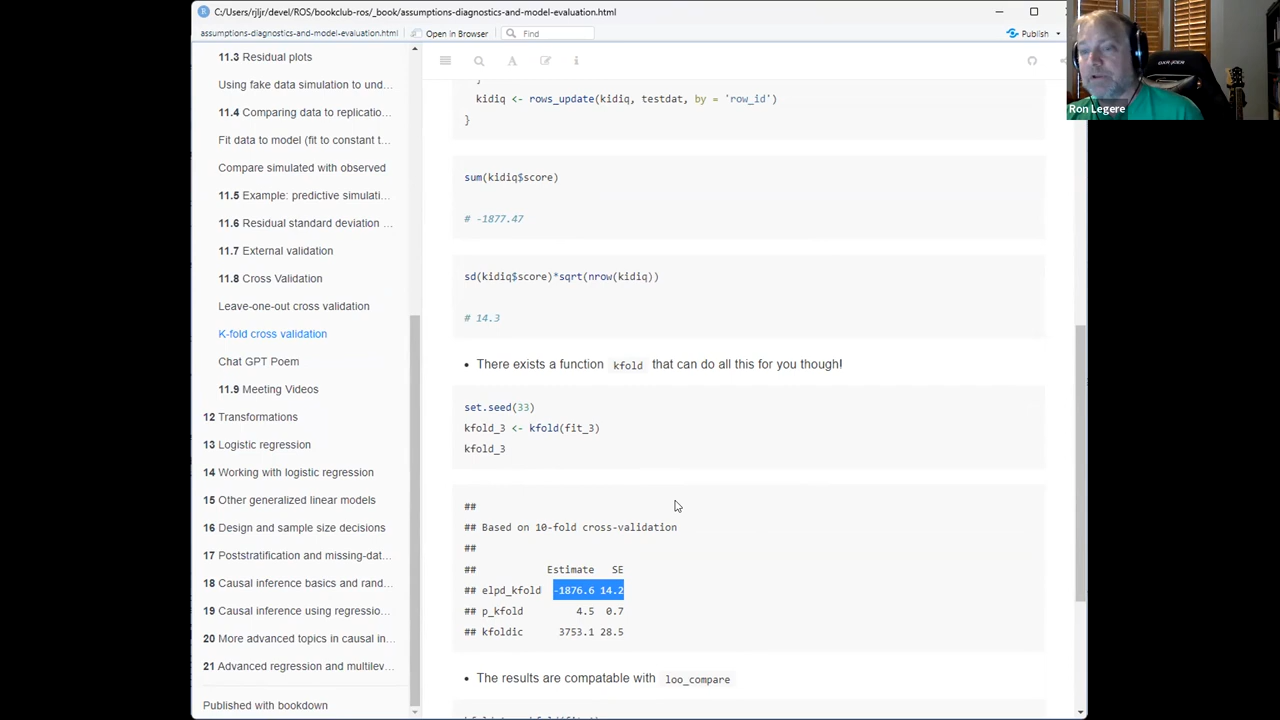 C:/Users/rjljr/devel/ROS/bookclub-ros/_book/assumptions-diagnostics-and-model-evaluation.html
assumptions-diagnostics-and-model-evaluation.html
Open in Browser
Find
Publish
Ron Legere
11.3 Residual plots
Using fake data simulation to und...
11.4 Comparing data to replicatio...
Fit data to model (fit to constant t...
Compare simulated with observed
11.5 Example: predictive simulati...
11.6 Residual standard deviation ...
11.7 External validation
11.8 Cross Validation
Leave-one-out cross validation
K-fold cross validation
Chat GPT Poem
11.9 Meeting Videos
12 Transformations
13 Logistic regression
14 Working with logistic regression
15 Other generalized linear models
16 Design and sample size decisions
17 Poststratification and missing-dat...
18 Causal inference basics and rand...
19 Causal inference using regressio...
20 More advanced topics in causal in...
21 Advanced regression and multilev...
Published with bookdown
}
kidiq <- rows_update(kidiq, testdat, by = 'row_id')
}
sum(kidiq$score)
# -1877.47
sd(kidiq$score)*sqrt(nrow(kidiq))
# 14.3
• There exists a function kfold that can do all this for you though!
set.seed(33)
kfold_3 <- kfold(fit_3)
kfold_3
##
## Based on 10-fold cross-validation
##
## Estimate SE
## elpd_kfold -1876.6 14.2
## p_kfold 4.5 0.7
## kfoldic 3753.1 28.5
• The results are compatable with loo_compare